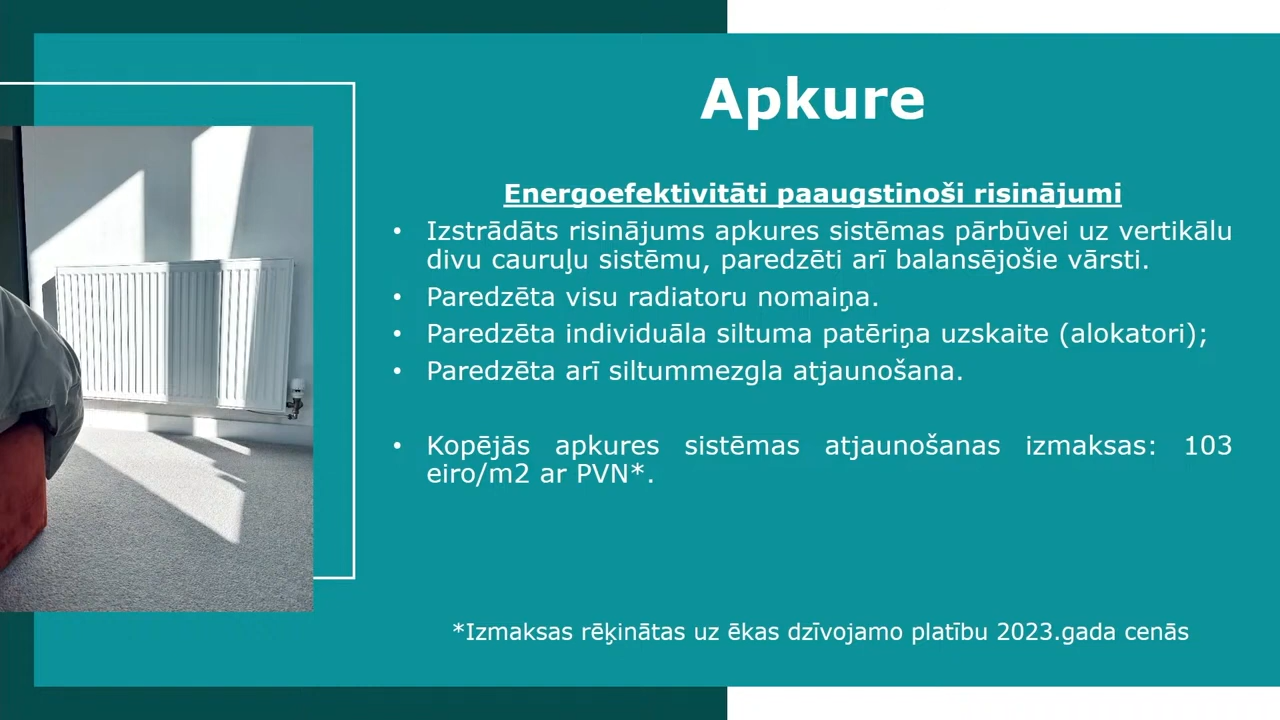 Apkure
Energoefektivitāti paaugstinoši risinājumi
• Izstrādāts risinājums apkures sistēmas pārbūvei uz vertikālu
divu cauruļu sistēmu, paredzēti arī balansējošie vārsti.
• Paredzēta visu radiatoru nomaiņa.
• Paredzēta individuāla siltuma patēriņa uzskaite (alokatori);
• Paredzēta arī siltummezgla atjaunošana.
• Kopējās apkures sistēmas atjaunošanas izmaksas: 103
eiro/m2 ar PVN*.
*Izmaksas rēķinātas uz ēkas dzīvojamo platību 2023.gada cenās